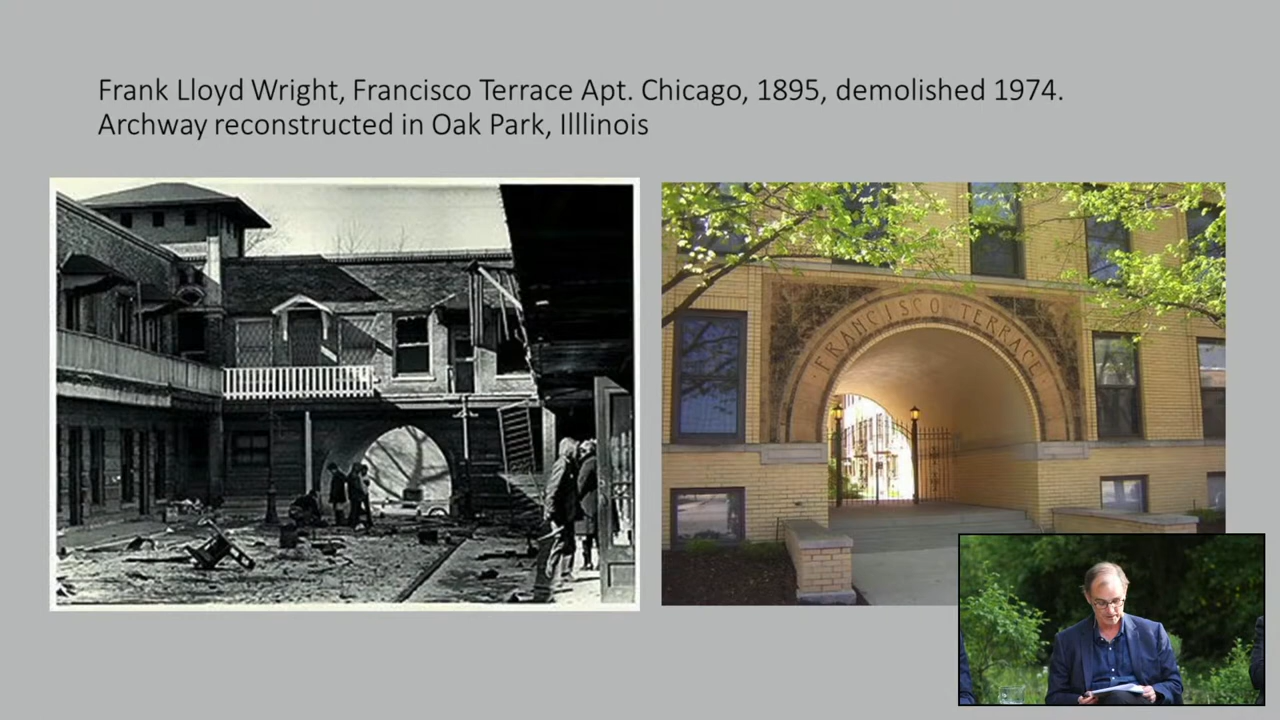 Frank Lloyd Wright, Francisco Terrace Apt. Chicago, 1895, demolished 1974.
Archway reconstructed in Oak Park, Illlinois
FRANCISCO TERRACE